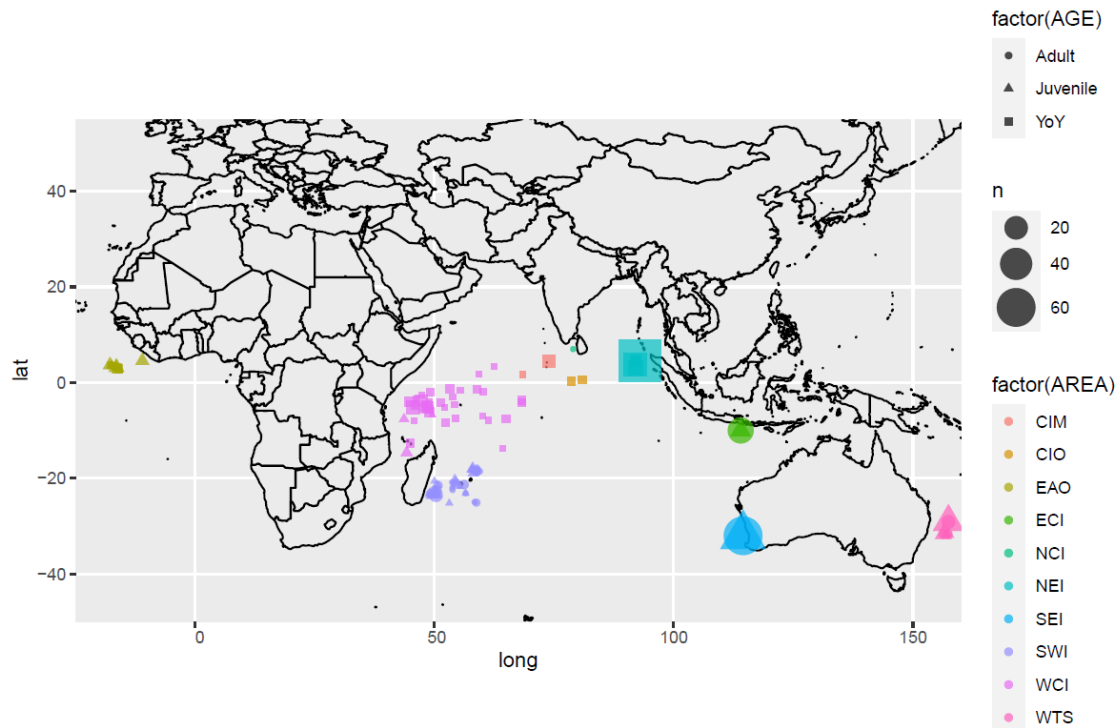 factor(AGE)
Adult
Juvenile
YoY
n
20
40
60
factor(AREA)
CIM
CIO
EAO
ECI
NCI
NEI
SEI
SWI
WCI
WTS
lat
40
20
0
−20
−40
0
50
100
150
long